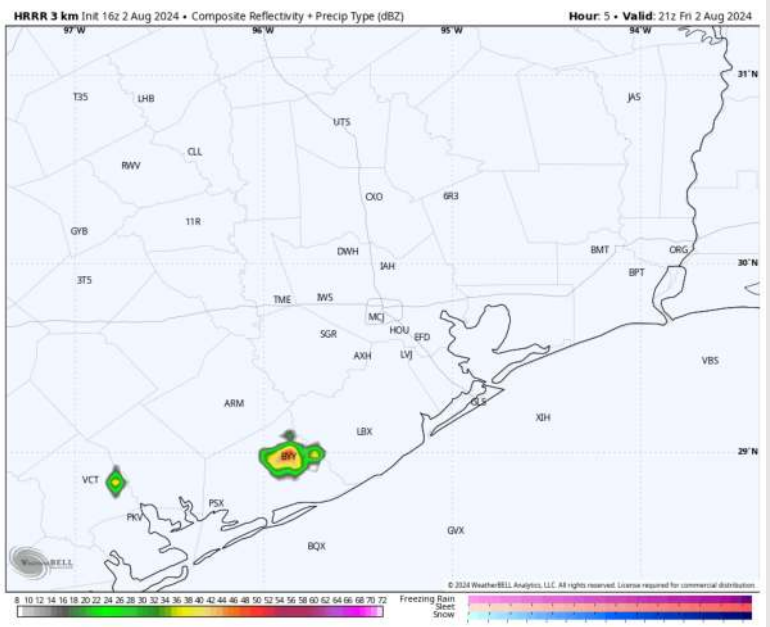 HRRR 3 km Init 16z 2 Aug 2024 • Composite Reflectivity + Precip Type (dBZ)
Hour: 5 • Valid: 21z Fri 2 Aug 2024
97°W 96°W 95°W 94°W
31°N
T35 LHB JAS
UTS
CLL
RWV
CXO 6R3
11R
GYB
DWH BMT ORG
30°N
IAH
BPT
3T5
TME IWS
MCJ
HOU
SGR EFD
AXH LVJ
VBS
ARM GLS
XIH
LBX
BYY 29°N
VCT
PSX
PKV
GVX
BQX
WeatherBELL
© 2024 WeatherBELL Analytics, LLC. All rights reserved. License required for commercial distribution.
8 10 12 14 16 18 20 22 24 26 28 30 32 34 36 38 40 42 44 46 48 50 52 54 56 58 60 62 64 66 68 70 72
Freezing Rain
Sleet
Snow